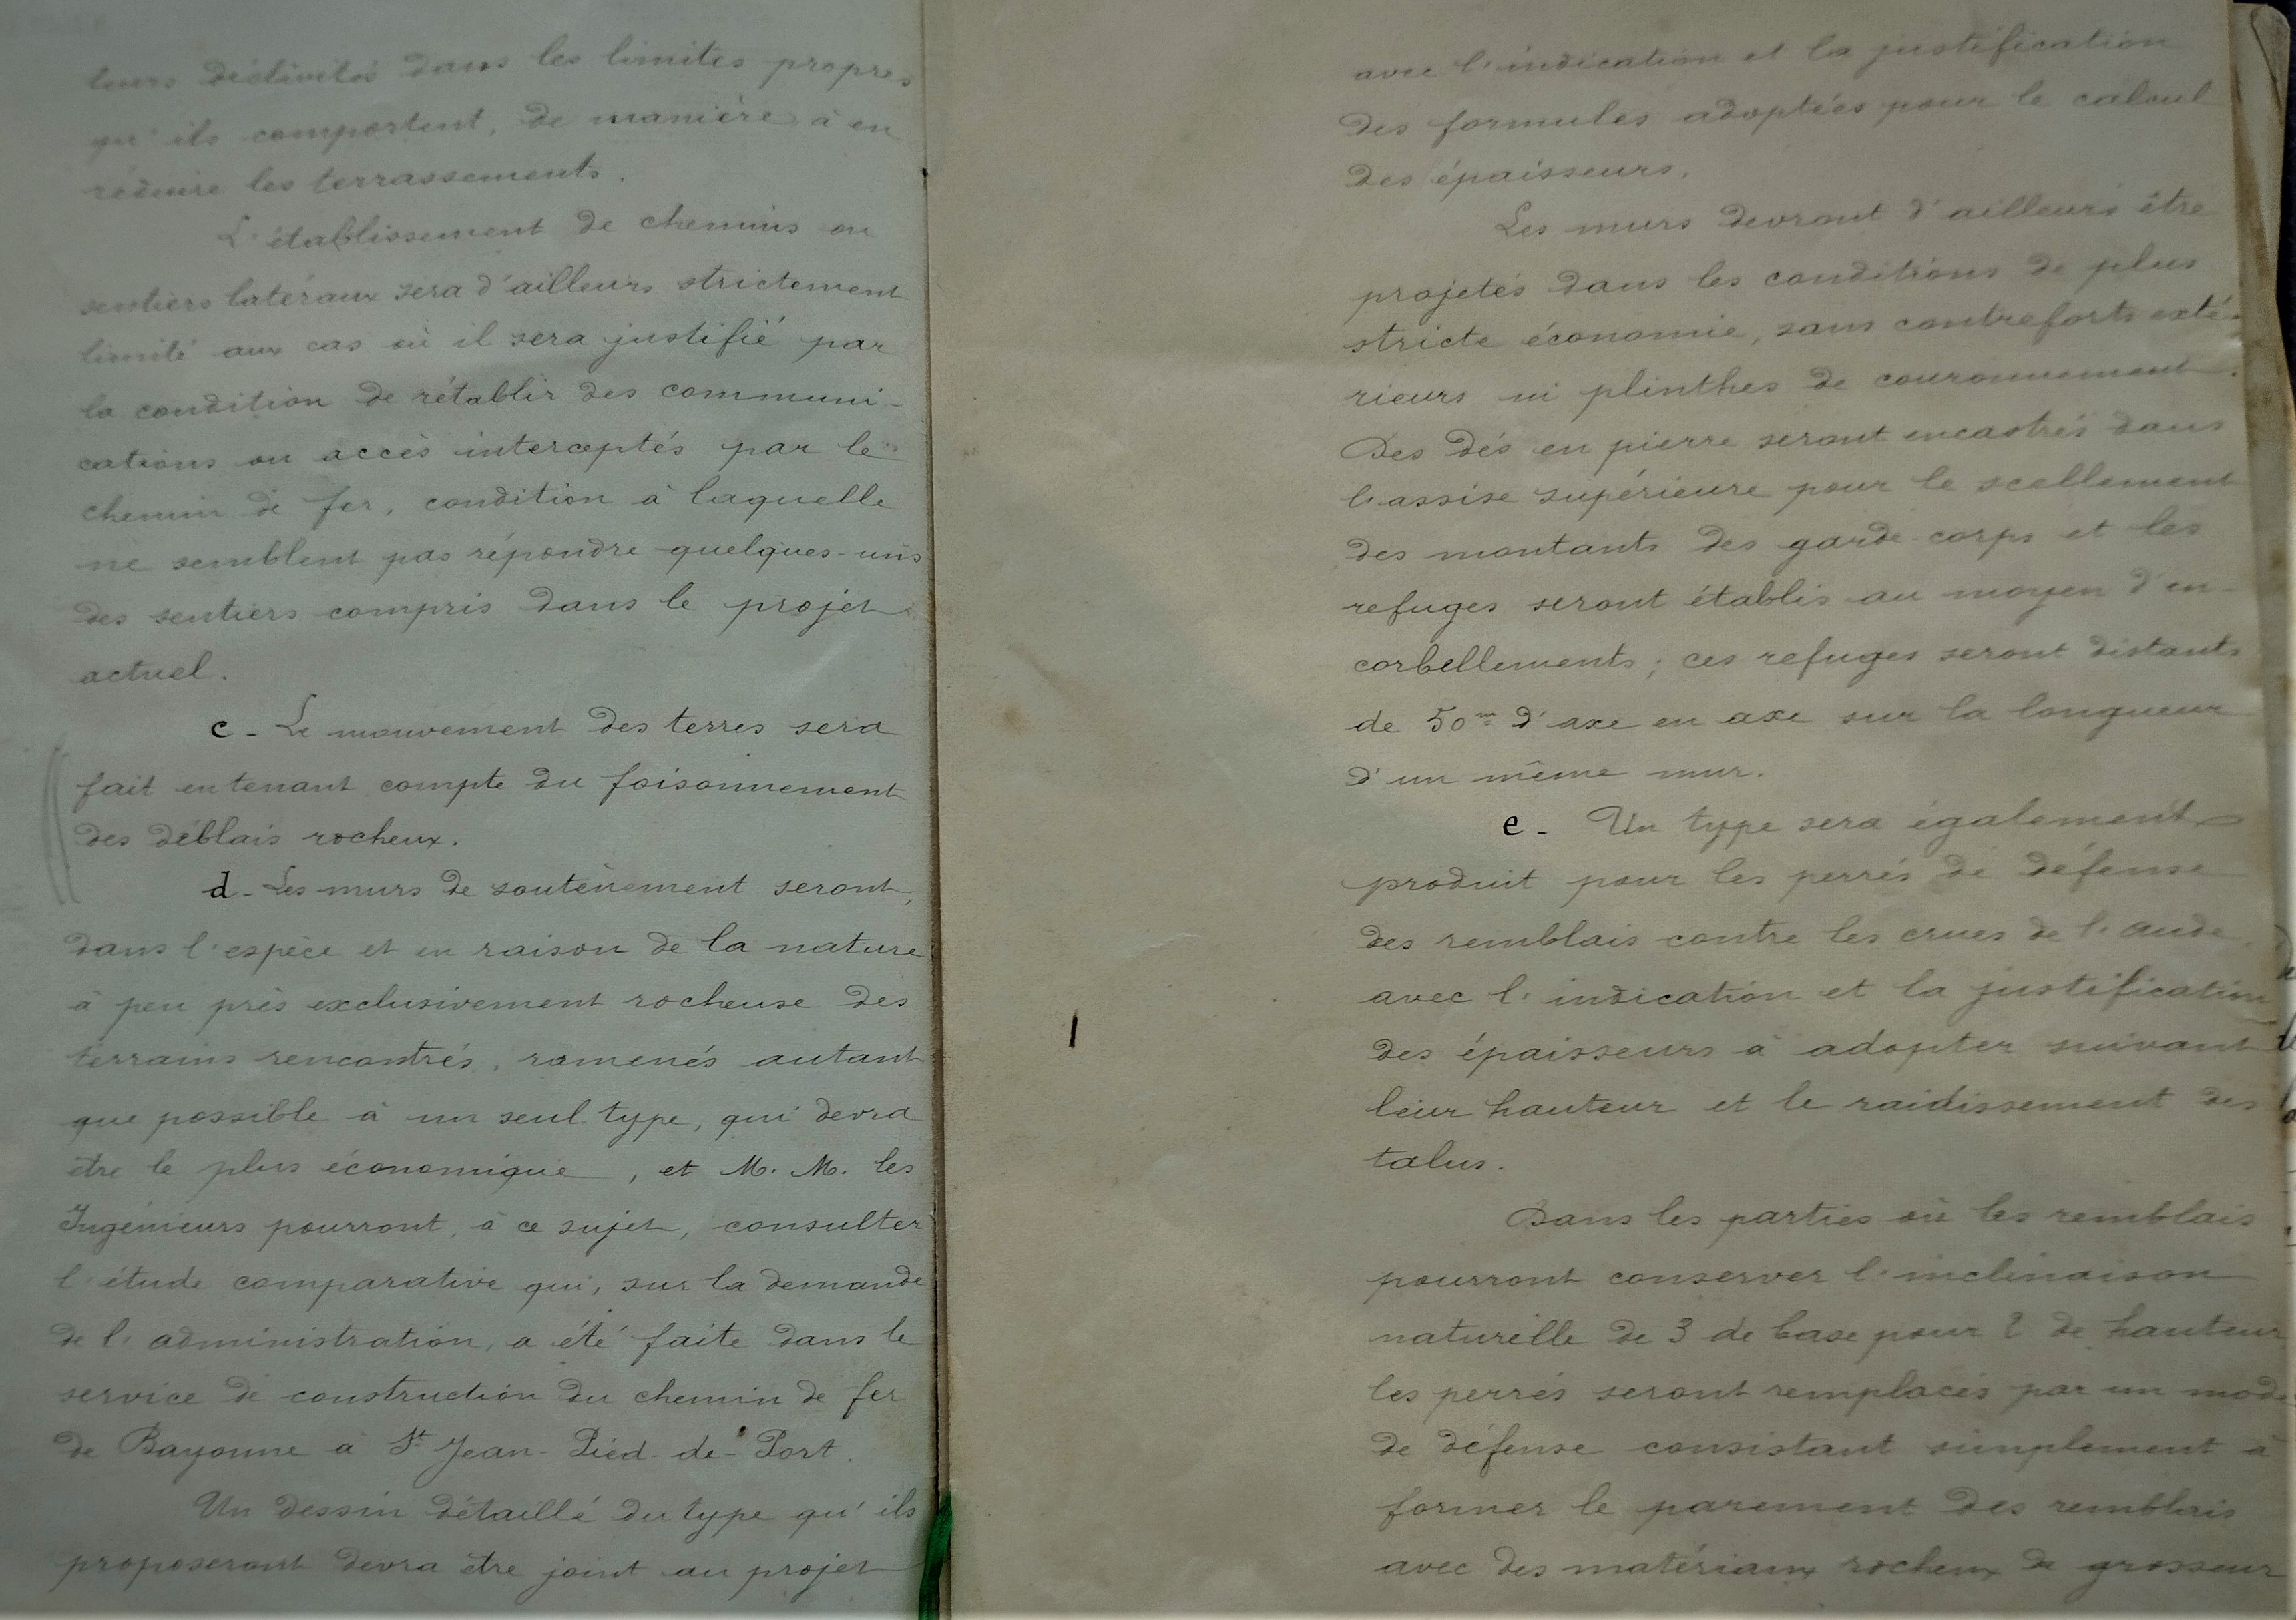 leurs déclivités dans les limites propres
qu'ils comportent, de manière à en
réduire les terrassements.
L'établissement de chemins ou
sentiers latéraux sera d'ailleurs strictement
limité aux cas où il sera justifié par
la condition de rétablir des communi-
cations ou accès interceptés par le
chemin de fer, condition à laquelle
ne semblent pas répondre quelques-uns
des sentiers compris dans le projet
actuel.
c - Le mouvement des terres sera
fait en tenant compte du foisonnement
des déblais rocheux.
d - Les murs de soutènement seront,
dans l'espèce et en raison de la nature
à peu près exclusivement rocheuse des
terrains rencontrés, ramenés autant
que possible à un seul type, qui devra
être le plus économique, et M. M. les
Ingénieurs pourront, à ce sujet, consulter
l'étude comparative qui, sur la demande
de l'administration, a été faite dans le
service de construction du chemin de fer
de Bayonne à St Jean-Pied-de-Port.
Un dessin détaillé du type qu'ils
proposeront devra être joint au projet
avec l'indication et la justification
des formules adoptées pour le calcul
des épaisseurs.
Les murs devront d'ailleurs être
projetés dans les conditions de plus
stricte économie, sans contreforts exté-
rieurs ni plinthes de couronnement.
Des dés en pierre seront encastrés dans
l'assise supérieure pour le scellement
des montants des garde-corps et les
refuges seront établis au moyen d'en-
corbellements ; ces refuges seront distants
de 50m d'axe en axe sur la longueur
d'un même mur.
e - Un type sera également
produit pour les perrés de défense
des remblais contre les crues de l'aude,
avec l'indication et la justification
des épaisseurs à adopter suivant
leur hauteur et le raidissement des
talus.
Dans les parties où les remblais
pourront conserver l'inclinaison
naturelle de 3 de base pour 2 de hauteur
les perrés seront remplacés par un mode
de défense consistant simplement à
former le parement des remblais
avec des matériaux rocheux de grosseur